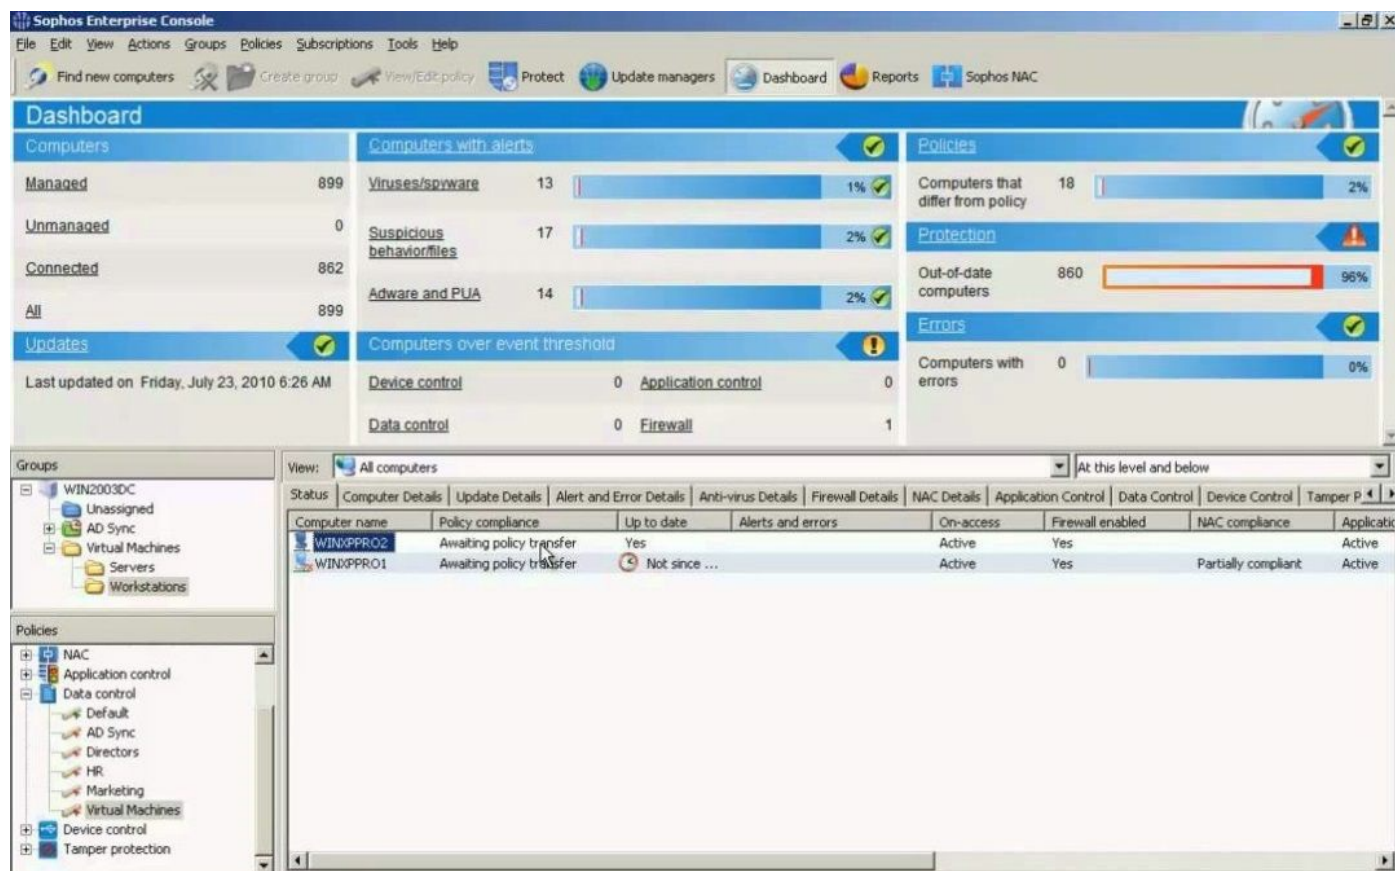 Sophos Enterprise Console
File Edit View Actions Groups Policies Subscriptions Tools Help
Find new computers Create group View/Edit policy Protect Update managers Dashboard Reports Sophos NAC
Dashboard
Computers
Managed 899
Unmanaged 0
Connected 862
All 899
Updates
Last updated on Friday, July 23, 2010 6:26 AM
Computers with alerts
Viruses/spyware 13 1%
Suspicious 17 2%
behavior/files
Adware and PUA 14 2%
Computers over event threshold
Device control 0 Application control 0
Data control 0 Firewall 1
Policies
Computers that 18 2%
differ from policy
Protection
Out-of-date 860 96%
computers
Errors
Computers with 0 0%
errors
Groups
WIN2003DC
Unassigned
AD Sync
Virtual Machines
Servers
Workstations
Policies
NAC
Application control
Data control
Default
AD Sync
Directors
HR
Marketing
Virtual Machines
Device control
Tamper protection
View: All computers At this level and below
Status Computer Details Update Details Alert and Error Details Anti-virus Details Firewall Details NAC Details Application Control Data Control Device Control Tamper P
Computer name Policy compliance Up to date Alerts and errors On-access Firewall enabled NAC compliance Applicatic
WINXPPRO2 Awaiting policy transfer Yes Active Yes Active
WINXPPRO1 Awaiting policy transfer Not since ... Active Yes Partially compliant Active